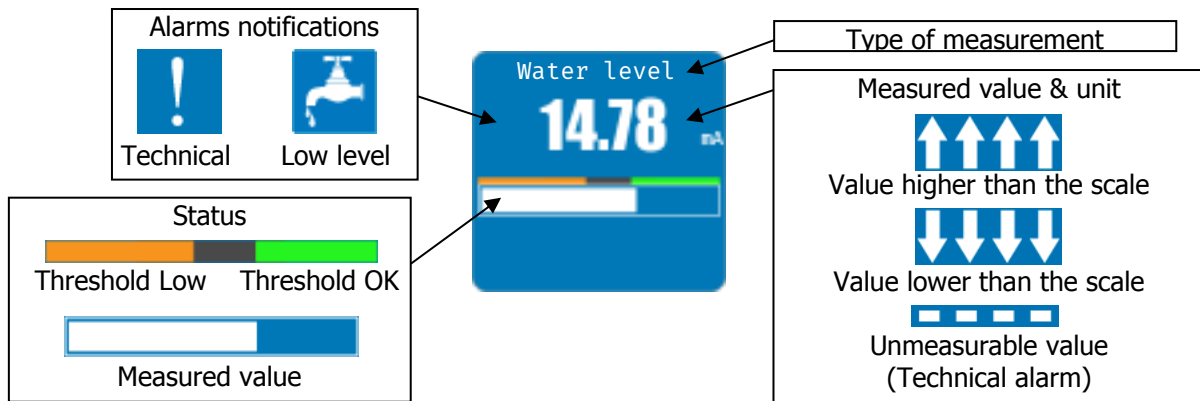 Alarms notifications
Technical
Low level
Status
Threshold Low
Threshold OK
Measured value
Water level
14.78
mA
Type of measurement
Measured value & unit
Value higher than the scale
Value lower than the scale
Unmeasurable value
(Technical alarm)